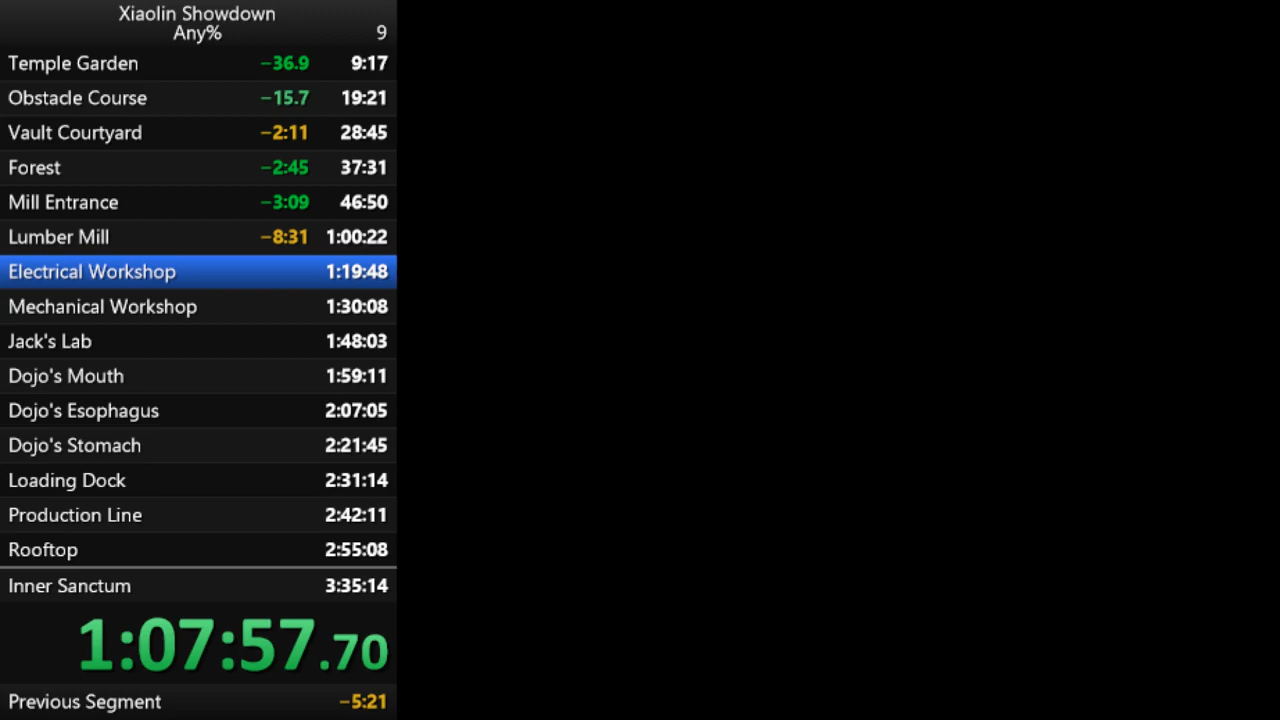 Xiaolin Showdown
Any% 9
Temple Garden −36.9 9:17
Obstacle Course −15.7 19:21
Vault Courtyard −2:11 28:45
Forest −2:45 37:31
Mill Entrance −3:09 46:50
Lumber Mill −8:31 1:00:22
Electrical Workshop 1:19:48
Mechanical Workshop 1:30:08
Jack's Lab 1:48:03
Dojo's Mouth 1:59:11
Dojo's Esophagus 2:07:05
Dojo's Stomach 2:21:45
Loading Dock 2:31:14
Production Line 2:42:11
Rooftop 2:55:08
Inner Sanctum 3:35:14
1:07:57.70
Previous Segment −5:21